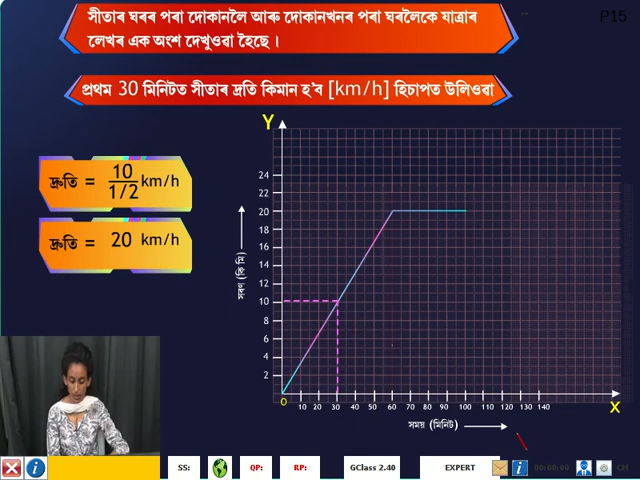 P15
সীতাৰ ঘৰৰ পৰা দোকানলৈ আৰু দোকানখনৰ পৰা ঘৰলৈকে যাত্ৰাৰ
লেখৰ এক অংশ দেখুওৱা হৈছে ।
প্ৰথম 30 মিনিটত সীতাৰ দ্ৰতি কিমান হ'ব [km/h] হিচাপত উলিওৱা
Y
দ্ৰুতি = 10/1/2 km/h
দ্ৰুতি = 20 km/h
24
22
20
18
16
14
12
10
8
6
4
2
সৰণ (কি মি)
O
10 20 30 40 50 60 70 80 90 100 110 120 130 140
X
সময় (মিনিট)
SS: QP: RP: GClass 2.40 EXPERT 00:00:00 CH